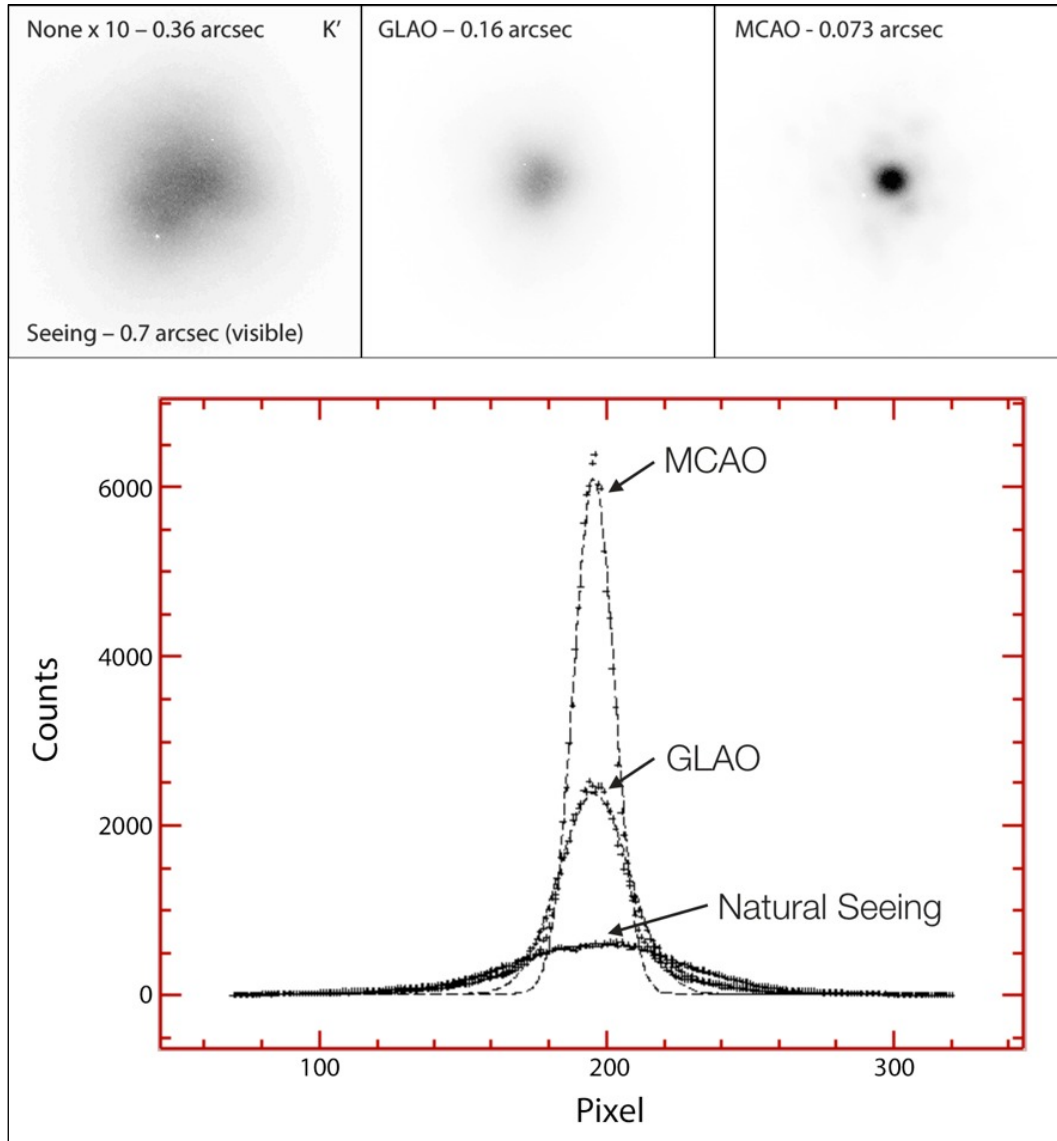 None x 10 – 0.36 arcsec K’
GLAO – 0.16 arcsec
MCAO - 0.073 arcsec
Seeing – 0.7 arcsec (visible)
MCAO
6000
4000
Counts
GLAO
2000
Natural Seeing
0
100 200 300
Pixel